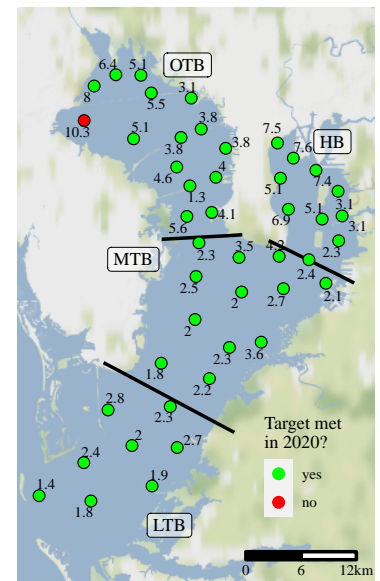 6.4 5.1
OTB
8
5.5 3.1
10.3 5.1 3.8 3.8
3.8
7.5
HB
7.6
4.6 4
5.1 7.4
1.3
5.6 4.1
6.9 5.1 3.1
3.1
MTB
2.3 3.5 4.2 2.3
2.4
2.5 2 2.7 2.1
2
2.3 3.6
1.8
2.2
2.8 2.3
2 2.7
2.4
1.4 1.8 1.9
LTB
Target met
in 2020?
yes
no
0 6 12km